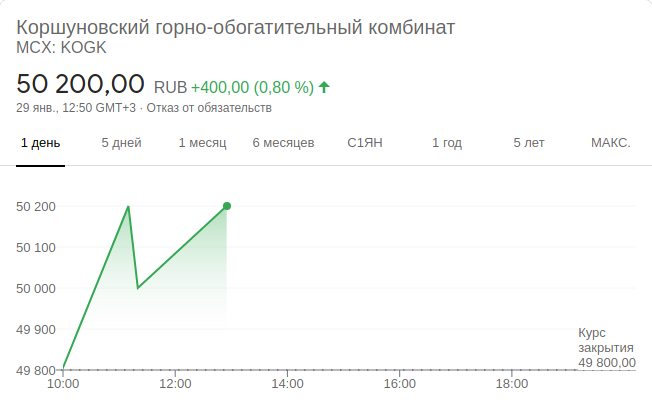 Коршуновский горно-обогатительный комбинат
MCX: KOGK
50 200,00 RUB +400,00 (0,80 %)
29 янв., 12:50 GMT+3 · Отказ от обязательств
1 день 5 дней 1 месяц 6 месяцев С1ЯН 1 год 5 лет МАКС.
50 200
50 100
50 000
49 900
Курс
закрытия
49 800,00
49 800
10:00 12:00 14:00 16:00 18:00